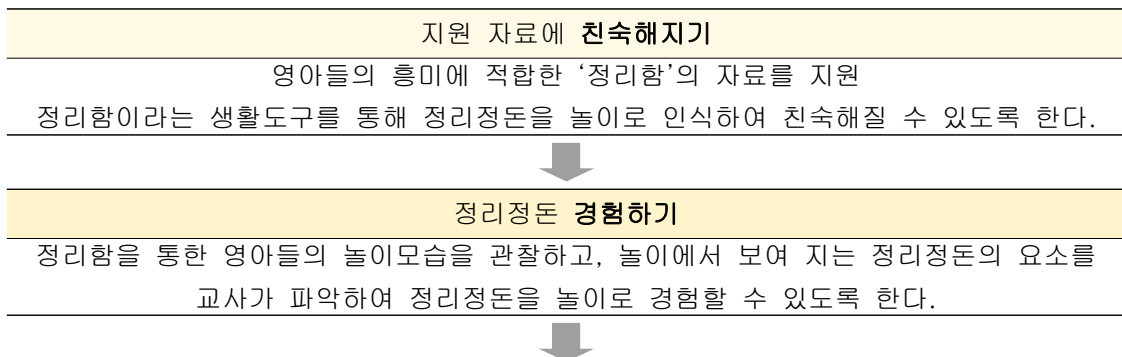 지원 자료에 친숙해지기
영아들의 흥미에 적합한 ‘정리함’의 자료를 지원
정리함이라는 생활도구를 통해 정리정돈을 놀이로 인식하여 친숙해질 수 있도록 한다.
정리정돈 경험하기
정리함을 통한 영아들의 놀이모습을 관찰하고, 놀이에서 보여 지는 정리정돈의 요소를
교사가 파악하여 정리정돈을 놀이로 경험할 수 있도록 한다.